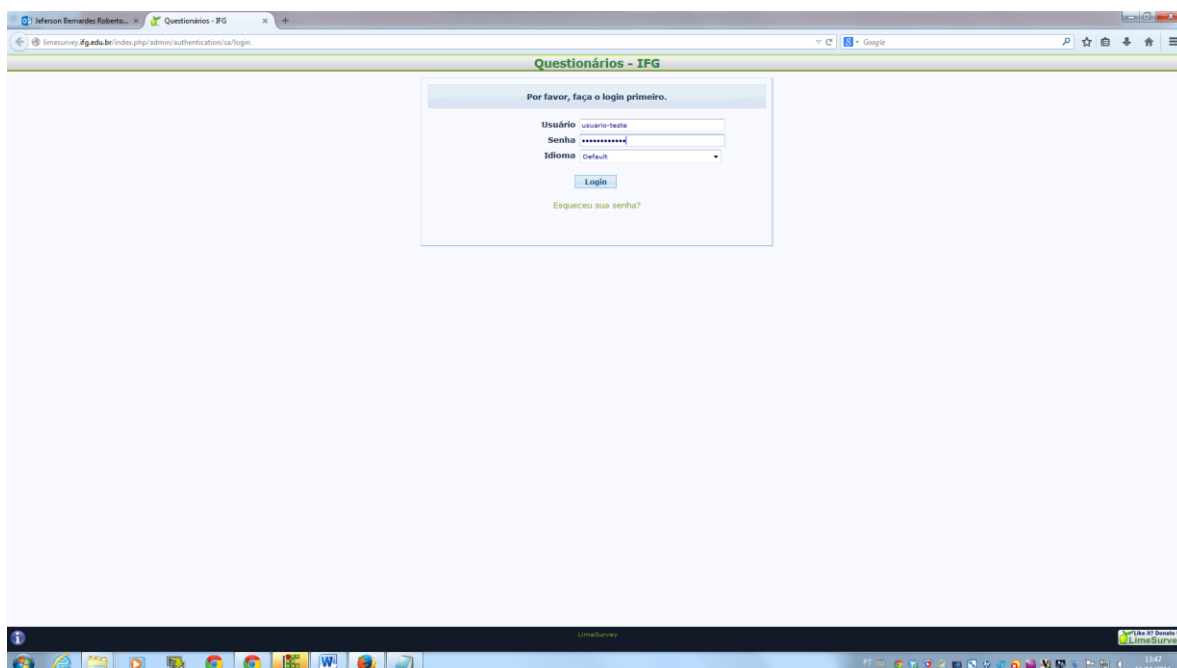 Jeferson Bernardes Roberto... × Questionários - IFG × +
limesurvey.ifg.edu.br/index.php/admin/authentication/sa/login Google
Questionários - IFG
Por favor, faça o login primeiro.
Usuário usuario-teste
Senha ••••••••••••
Idioma Default
Login
Esqueceu sua senha?
LimeSurvey
Like it? Donate
LimeSurve
PT 13:47